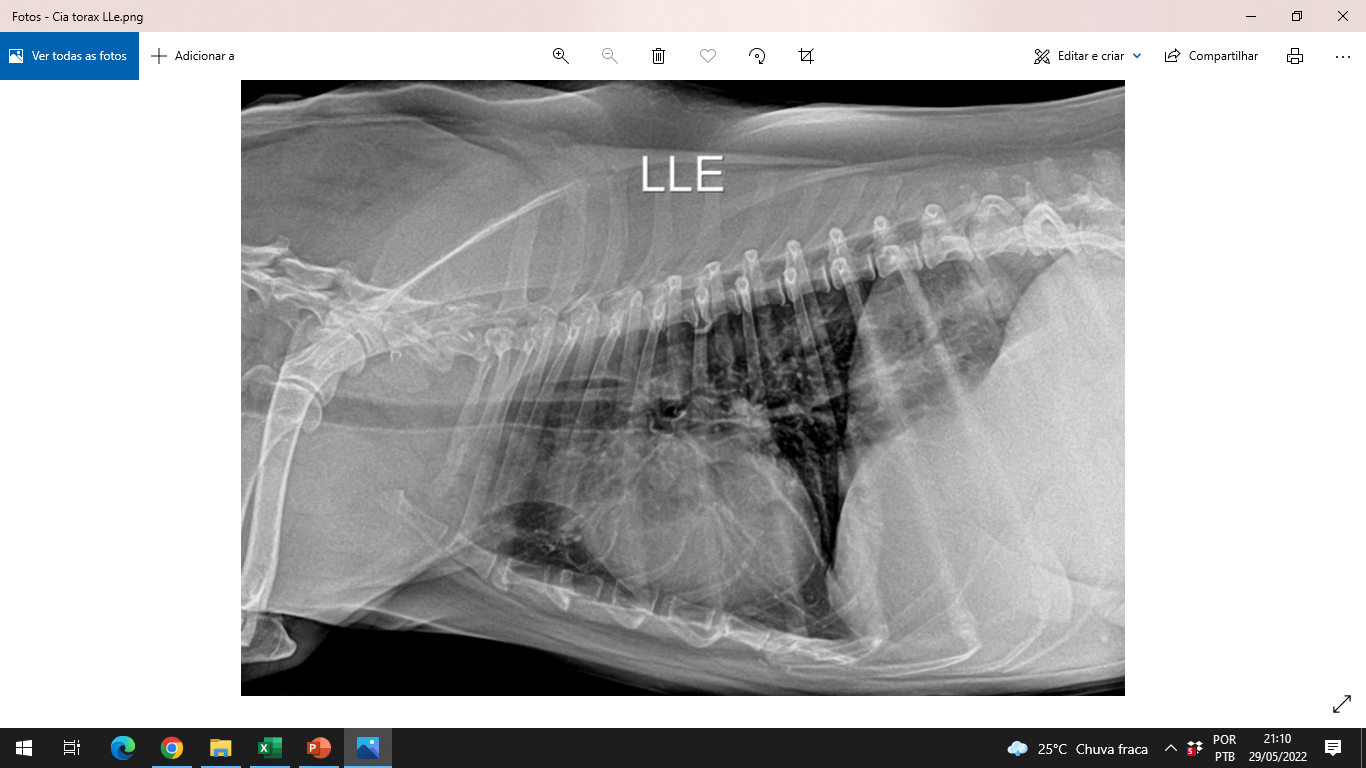 Fotos - Cia torax LLe.png
Ver todas as fotos
Adicionar a
Editar e criar
Compartilhar
LLE
25°C Chuva fraca
POR
PTB
21:10
29/05/2022
5